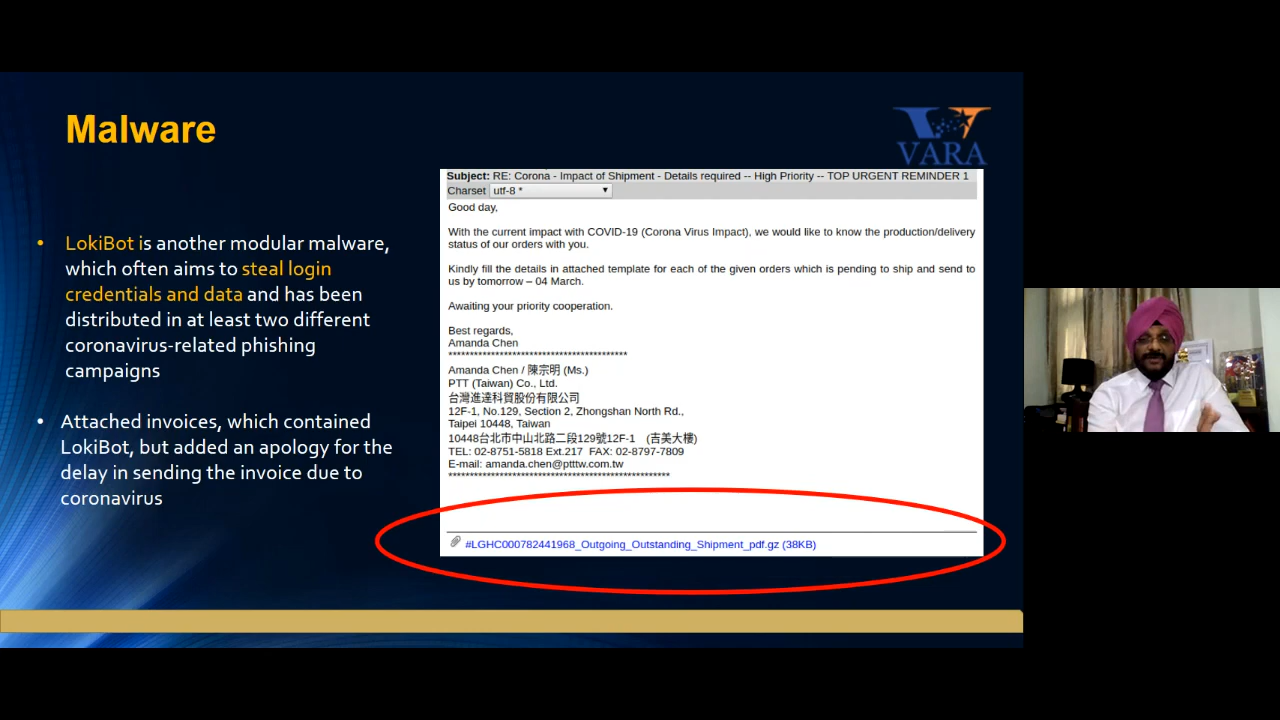 Malware
VARA
• LokiBot is another modular malware,
which often aims to steal login
credentials and data and has been
distributed in at least two different
coronavirus-related phishing
campaigns
• Attached invoices, which contained
LokiBot, but added an apology for the
delay in sending the invoice due to
coronavirus
Subject: RE: Corona - Impact of Shipment - Details required -- High Priority -- TOP URGENT REMINDER 1
Charset utf-8 *
Good day,
With the current impact with COVID-19 (Corona Virus Impact), we would like to know the production/delivery
status of our orders with you.
Kindly fill the details in attached template for each of the given orders which is pending to ship and send to
us by tomorrow – 04 March.
Awaiting your priority cooperation.
Best regards,
Amanda Chen
******************************************
Amanda Chen / 陳宗明 (Ms.)
PTT (Taiwan) Co., Ltd.
台灣進達科貿股份有限公司
12F-1, No.129, Section 2, Zhongshan North Rd.,
Taipei 10448, Taiwan
10448台北市中山北路二段129號12F-1 (吉美大樓)
TEL: 02-8751-5818 Ext.217 FAX: 02-8797-7809
E-mail: amanda.chen@ptttw.com.tw
****************************************************
#LGHC000782441968_Outgoing_Outstanding_Shipment_pdf.gz (38KB)